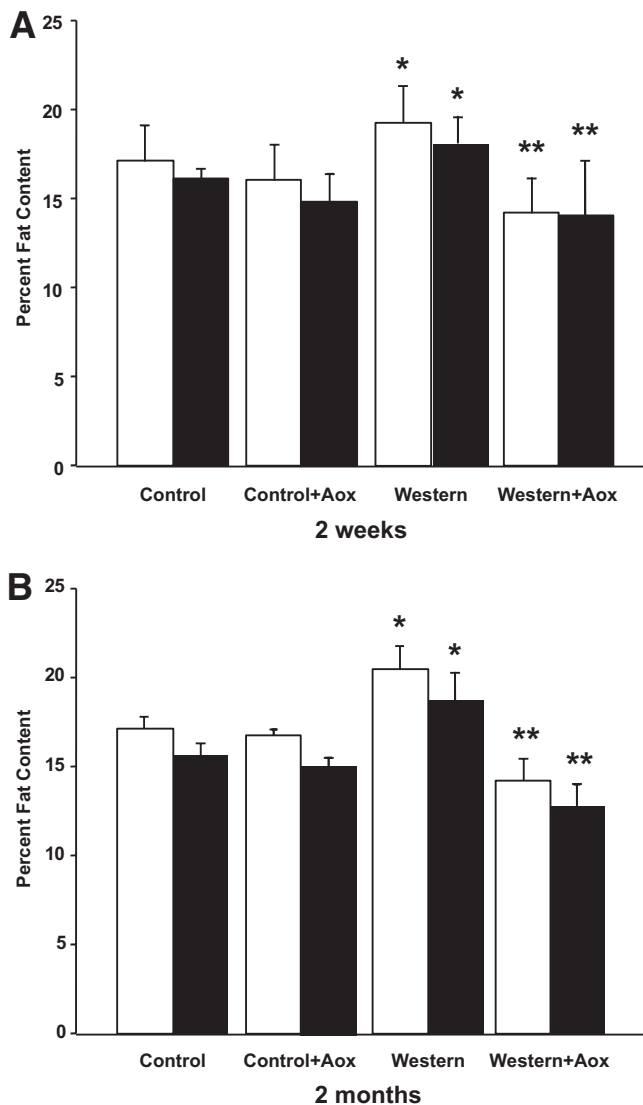 A
25
20
15
10
5
0
Percent Fat Content
*
*
**
**
Control Control+Aox Western Western+Aox
2 weeks
B
25
20
15
10
5
0
Percent Fat Content
*
*
**
**
Control Control+Aox Western Western+Aox
2 months